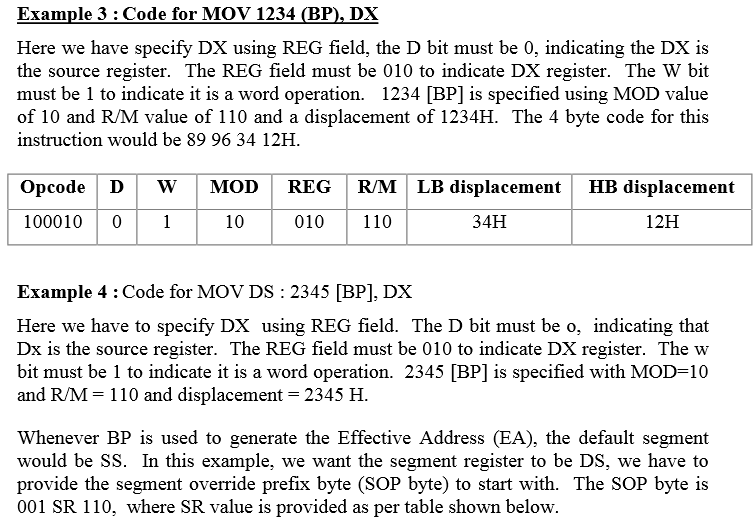 Example 3 : Code for MOV 1234 (BP), DX
Here we have specify DX using REG field, the D bit must be 0, indicating the DX is
the source register. The REG field must be 010 to indicate DX register. The W bit
must be 1 to indicate it is a word operation. 1234 [BP] is specified using MOD value
of 10 and R/M value of 110 and a displacement of 1234H. The 4 byte code for this
instruction would be 89 96 34 12H.
Opcode D W MOD REG R/M LB displacement HB displacement
100010 0 1 10 010 110 34H 12H
Example 4 : Code for MOV DS : 2345 [BP], DX
Here we have to specify DX using REG field. The D bit must be o, indicating that
Dx is the source register. The REG field must be 010 to indicate DX register. The w
bit must be 1 to indicate it is a word operation. 2345 [BP] is specified with MOD=10
and R/M = 110 and displacement = 2345 H.
Whenever BP is used to generate the Effective Address (EA), the default segment
would be SS. In this example, we want the segment register to be DS, we have to
provide the segment override prefix byte (SOP byte) to start with. The SOP byte is
001 SR 110, where SR value is provided as per table shown below.